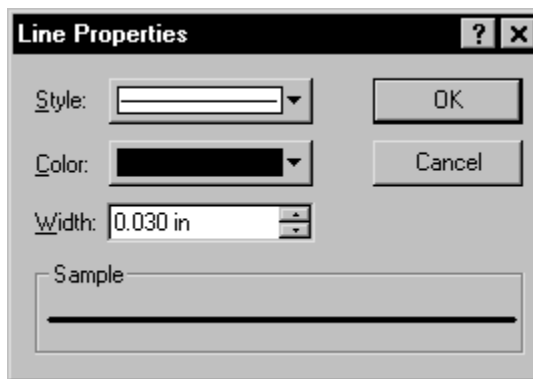 Line Properties ? ×
Style: OK
Color: Cancel
Width: 0.030 in
Sample